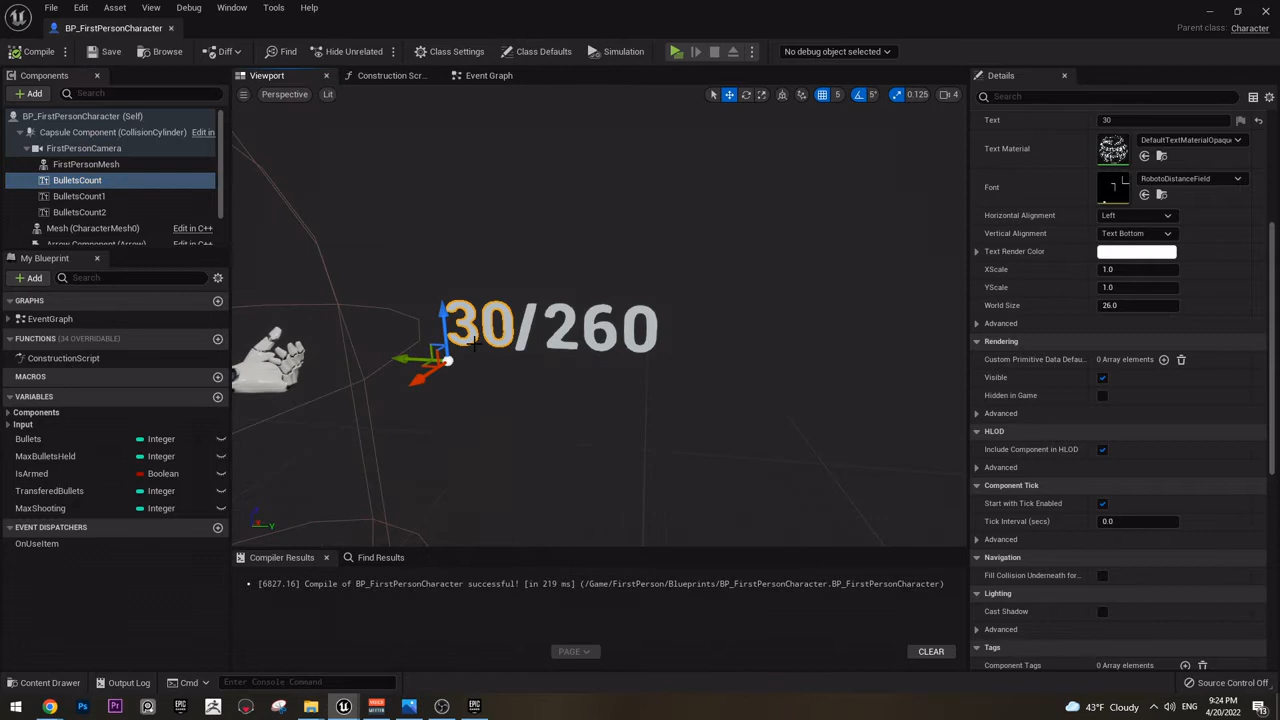 File Edit Asset View Debug Window Tools Help
BP_FirstPersonCharacter
Parent class: Character
Compile Save Browse Diff Find Hide Unrelated Class Settings Class Defaults Simulation No debug object selected
Components
Viewport
Construction Scr...
Event Graph
Details
Add
Search
Perspective
Lit
5
5°
0.125
4
Search
BP_FirstPersonCharacter (Self)
Capsule Component (CollisionCylinder) Edit in
FirstPersonCamera
FirstPersonMesh
BulletsCount
BulletsCount1
BulletsCount2
Mesh (CharacterMesh0) Edit in C++
Arrow Component (Arrow) Edit in C++
My Blueprint
Add
Search
GRAPHS
EventGraph
FUNCTIONS (34 OVERRIDABLE)
ConstructionScript
MACROS
VARIABLES
Components
Input
Bullets Integer
MaxBulletsHeld Integer
IsArmed Boolean
TransferedBullets Integer
MaxShooting Integer
EVENT DISPATCHERS
OnUseItem
30/260
Text 30
Text Material DefaultTextMaterialOpaqu
Font RobotoDistanceField
Horizontal Alignment Left
Vertical Alignment Text Bottom
Text Render Color
XScale 1.0
YScale 1.0
World Size 26.0
Advanced
Rendering
Custom Primitive Data Defau... 0 Array elements
Visible
Hidden in Game
Advanced
HLOD
Include Component in HLOD
Advanced
Component Tick
Start with Tick Enabled
Tick Interval (secs) 0.0
Advanced
Navigation
Fill Collision Underneath for...
Lighting
Cast Shadow
Advanced
Tags
Component Tags 0 Array elements
Compiler Results
Find Results
[6827.16] Compile of BP_FirstPersonCharacter successful! [in 219 ms] (/Game/FirstPerson/Blueprints/BP_FirstPersonCharacter.BP_FirstPersonCharacter)
PAGE
CLEAR
Content Drawer Output Log Cmd Enter Console Command
Source Control Off
43°F Cloudy
9:24 PM
4/20/2022